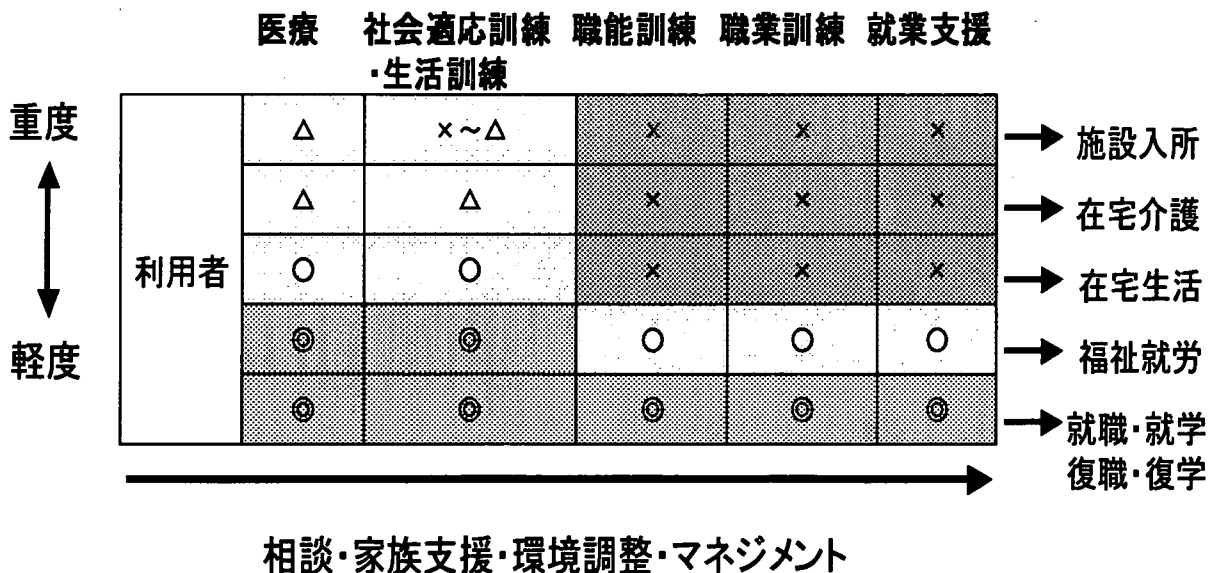 医療 社会適応訓練 職能訓練 職業訓練 就業支援
・生活訓練
重度 △ ×～△ × × × 施設入所
△ △ × × × 在宅介護
利用者 ○ ○ × × × 在宅生活
軽度 ◎ ◎ ○ ○ ○ 福祉就労
◎ ◎ ◎ ◎ ◎ 就職・就学
復職・復学
相談・家族支援・環境調整・マネジメント